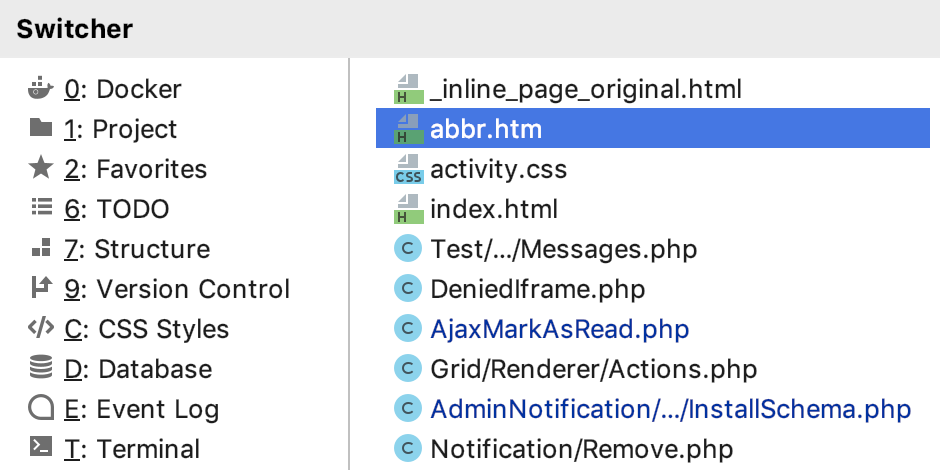 Switcher
0: Docker
1: Project
2: Favorites
6: TODO
7: Structure
9: Version Control
C: CSS Styles
D: Database
E: Event Log
T: Terminal
H _inline_page_original.html
H abbr.htm
CSS activity.css
H index.html
C Test/.../Messages.php
C DeniedIframe.php
C AjaxMarkAsRead.php
C Grid/Renderer/Actions.php
C AdminNotification/.../InstallSchema.php
C Notification/Remove.php